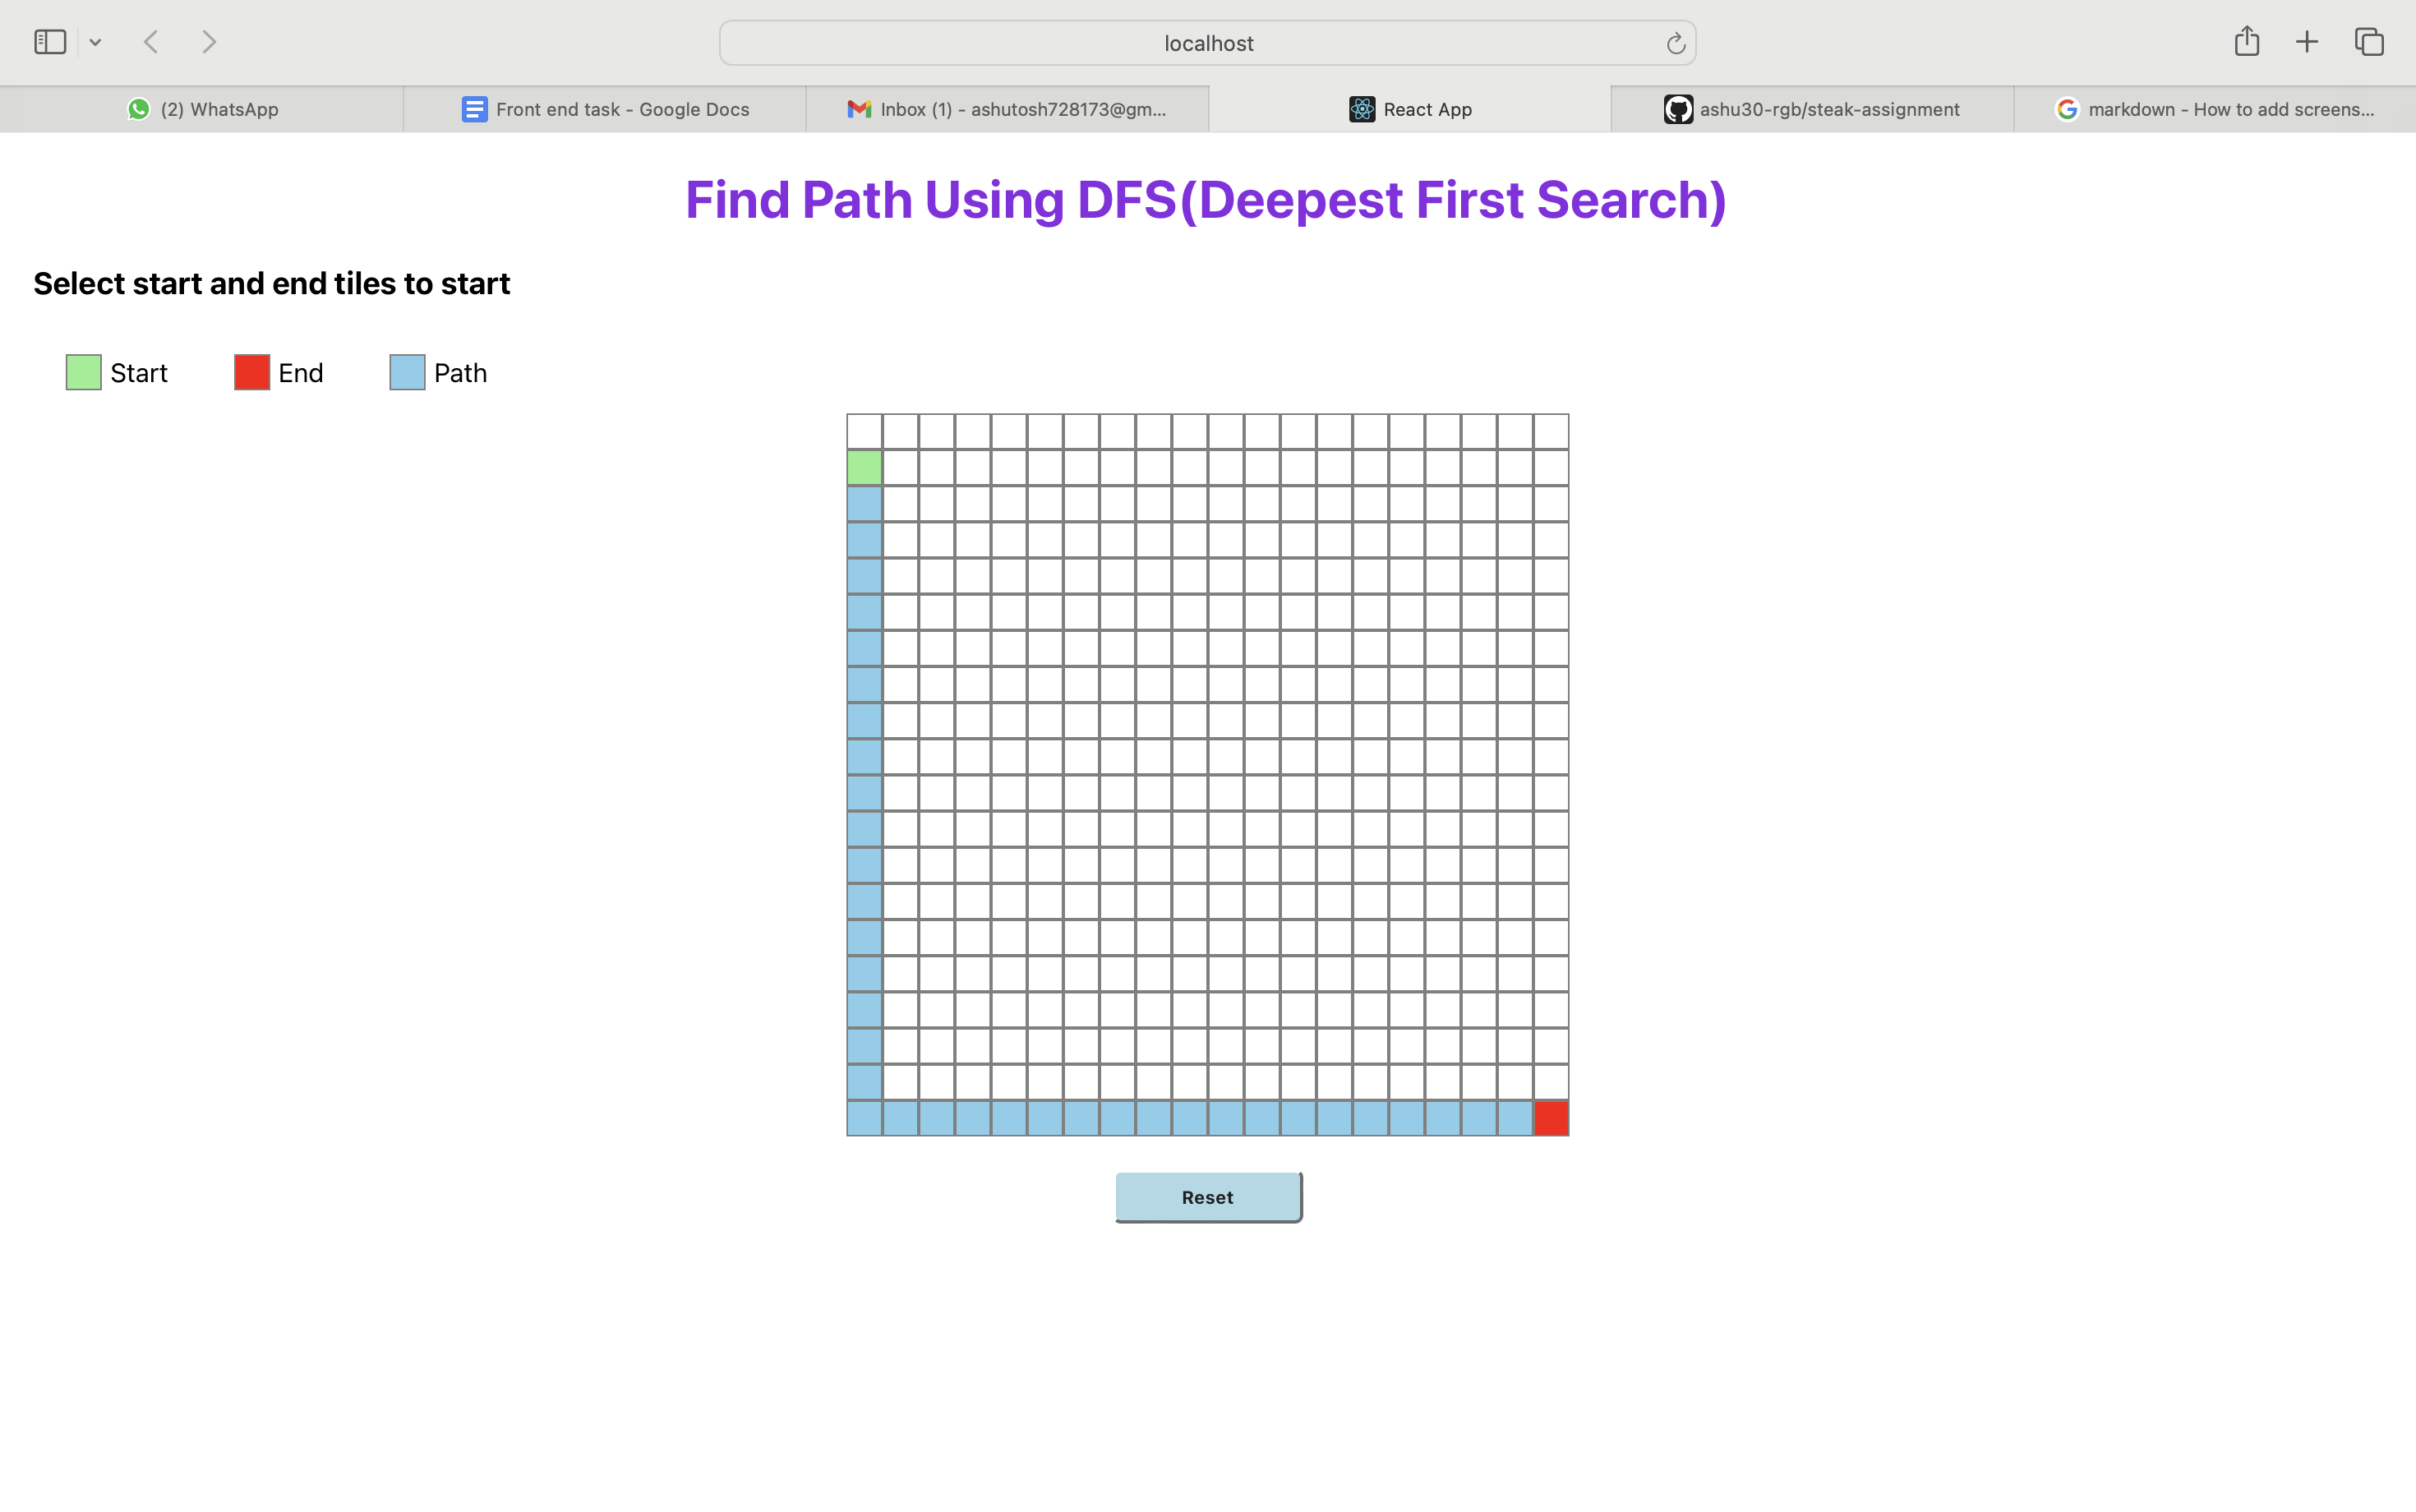 localhost
(2) WhatsApp
Front end task - Google Docs
Inbox (1) - ashutosh728173@gm...
React App
ashu30-rgb/steak-assignment
markdown - How to add screens...
Find Path Using DFS(Deepest First Search)
Select start and end tiles to start
Start
End
Path
Reset